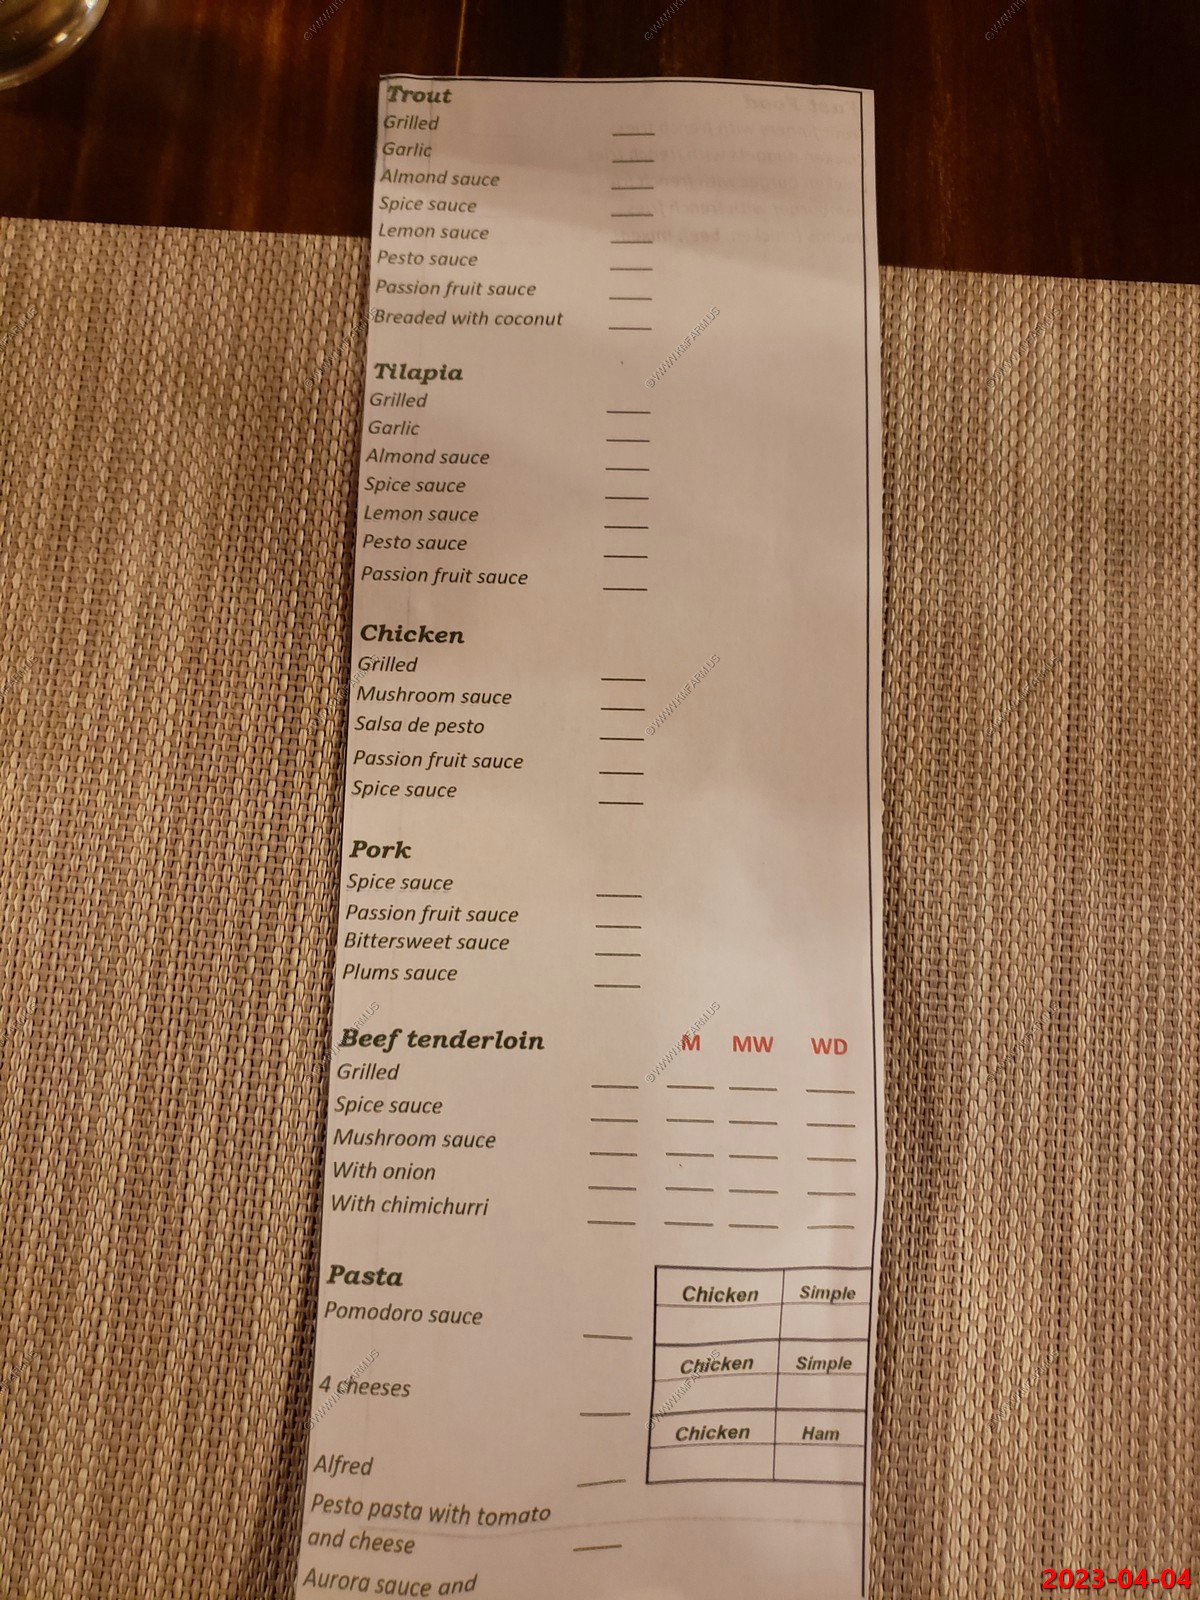 Trout
Grilled
Garlic
Almond sauce
Spice sauce
Lemon sauce
Pesto sauce
Passion fruit sauce
Breaded with coconut
Tilapia
Grilled
Garlic
Almond sauce
Spice sauce
Lemon sauce
Pesto sauce
Passion fruit sauce
Chicken
Grilled
Mushroom sauce
Salsa de pesto
Passion fruit sauce
Spice sauce
Pork
Spice sauce
Passion fruit sauce
Bittersweet sauce
Plums sauce
Beef tenderloin M MW WD
Grilled
Spice sauce
Mushroom sauce
With onion
With chimichurri
Pasta
Chicken Simple
Pomodoro sauce
Chicken Simple
4 cheeses
Chicken Ham
Alfred
Pesto pasta with tomato
and cheese
Aurora sauce and
©WWW.KMFARM.US
2023-04-04